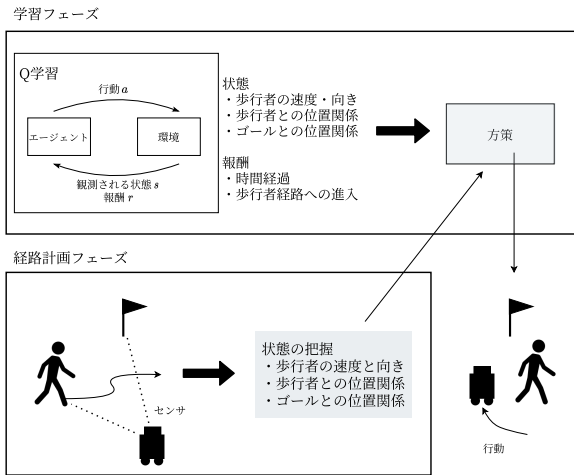 学習フェーズ
Q学習
行動 a
エージェント
環境
観測される状態 s
報酬 r
状態
・歩行者の速度・向き
・歩行者との位置関係
・ゴールとの位置関係
報酬
・時間経過
・歩行者経路への進入
方策
経路計画フェーズ
センサ
状態の把握
・歩行者の速度と向き
・歩行者との位置関係
・ゴールとの位置関係
行動